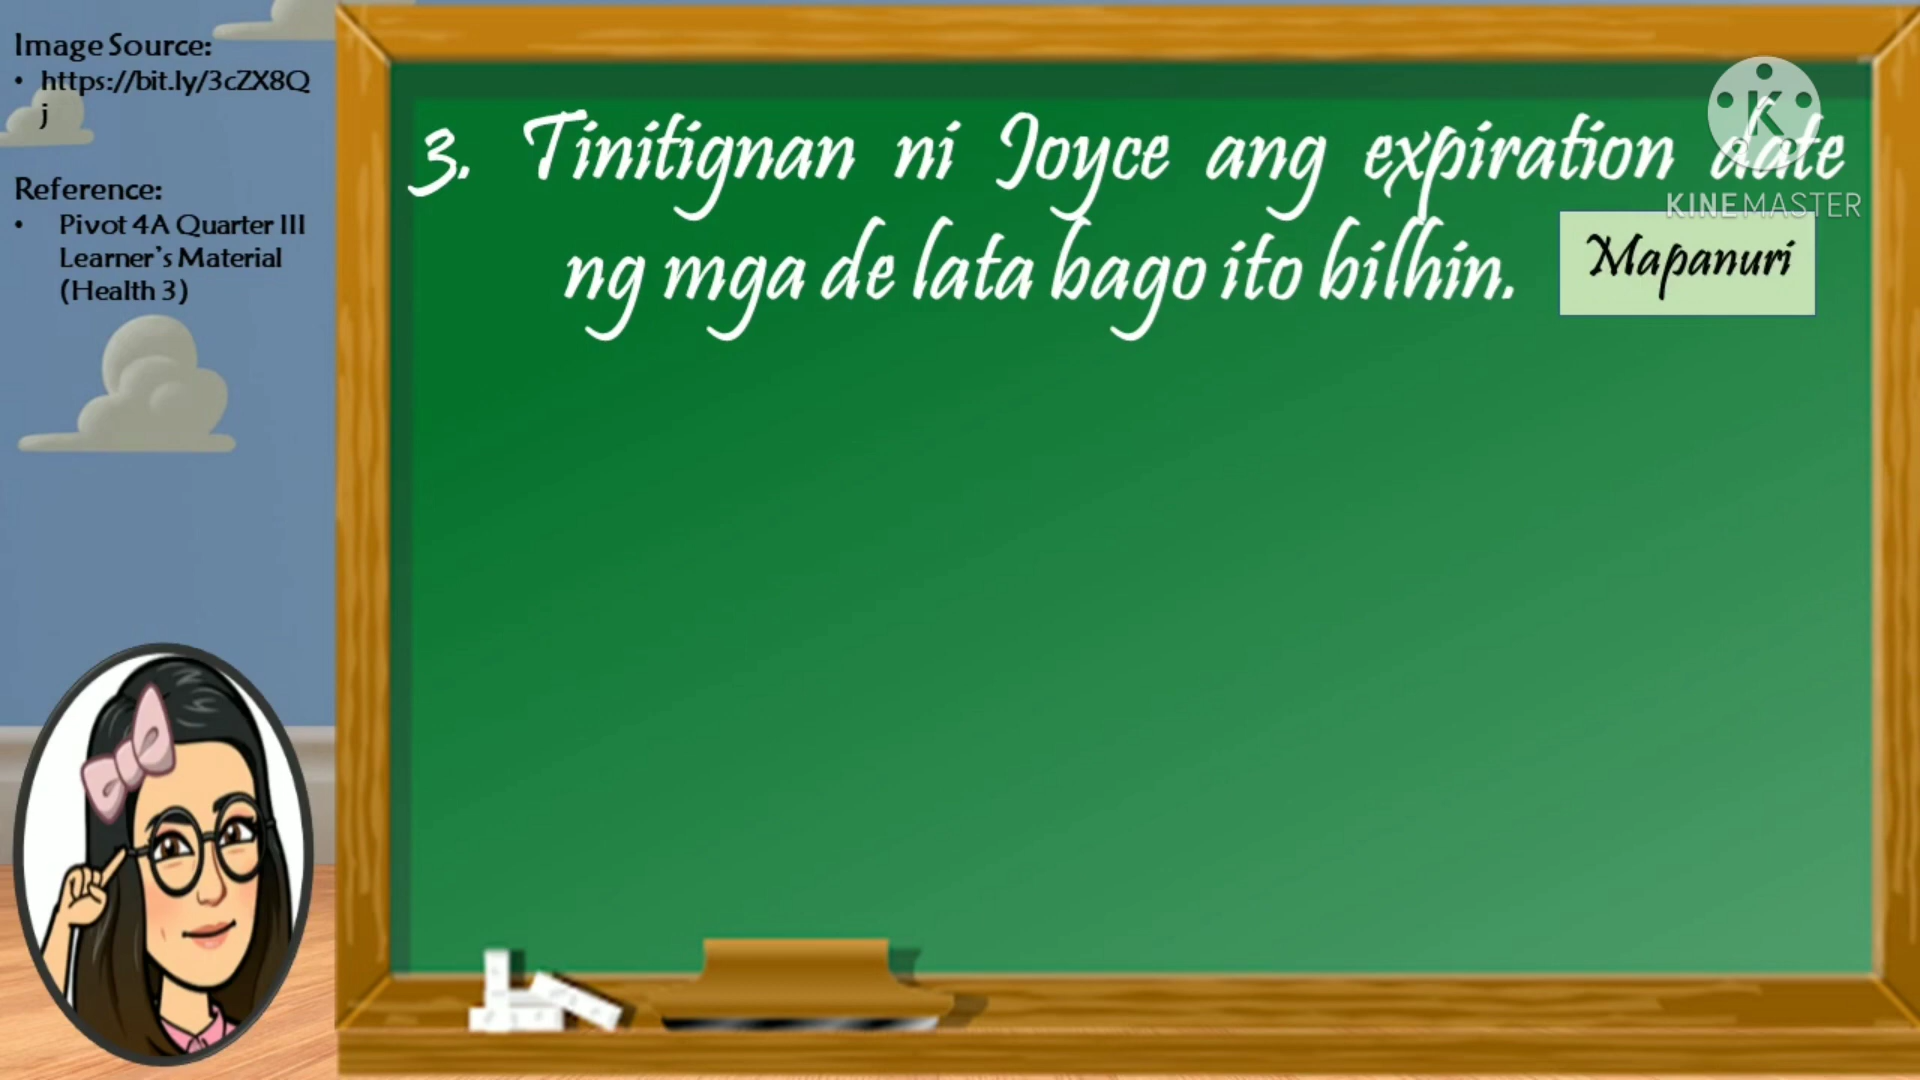 Image Source:
• https://bit.ly/3cZX8Q
j
Reference:
• Pivot 4A Quarter III
Learner's Material
(Health 3)
3. Tinitignan ni Joyce ang expiration date
ng mga de lata bago ito bilhin.
Mapanuri
K
KINEMASTER